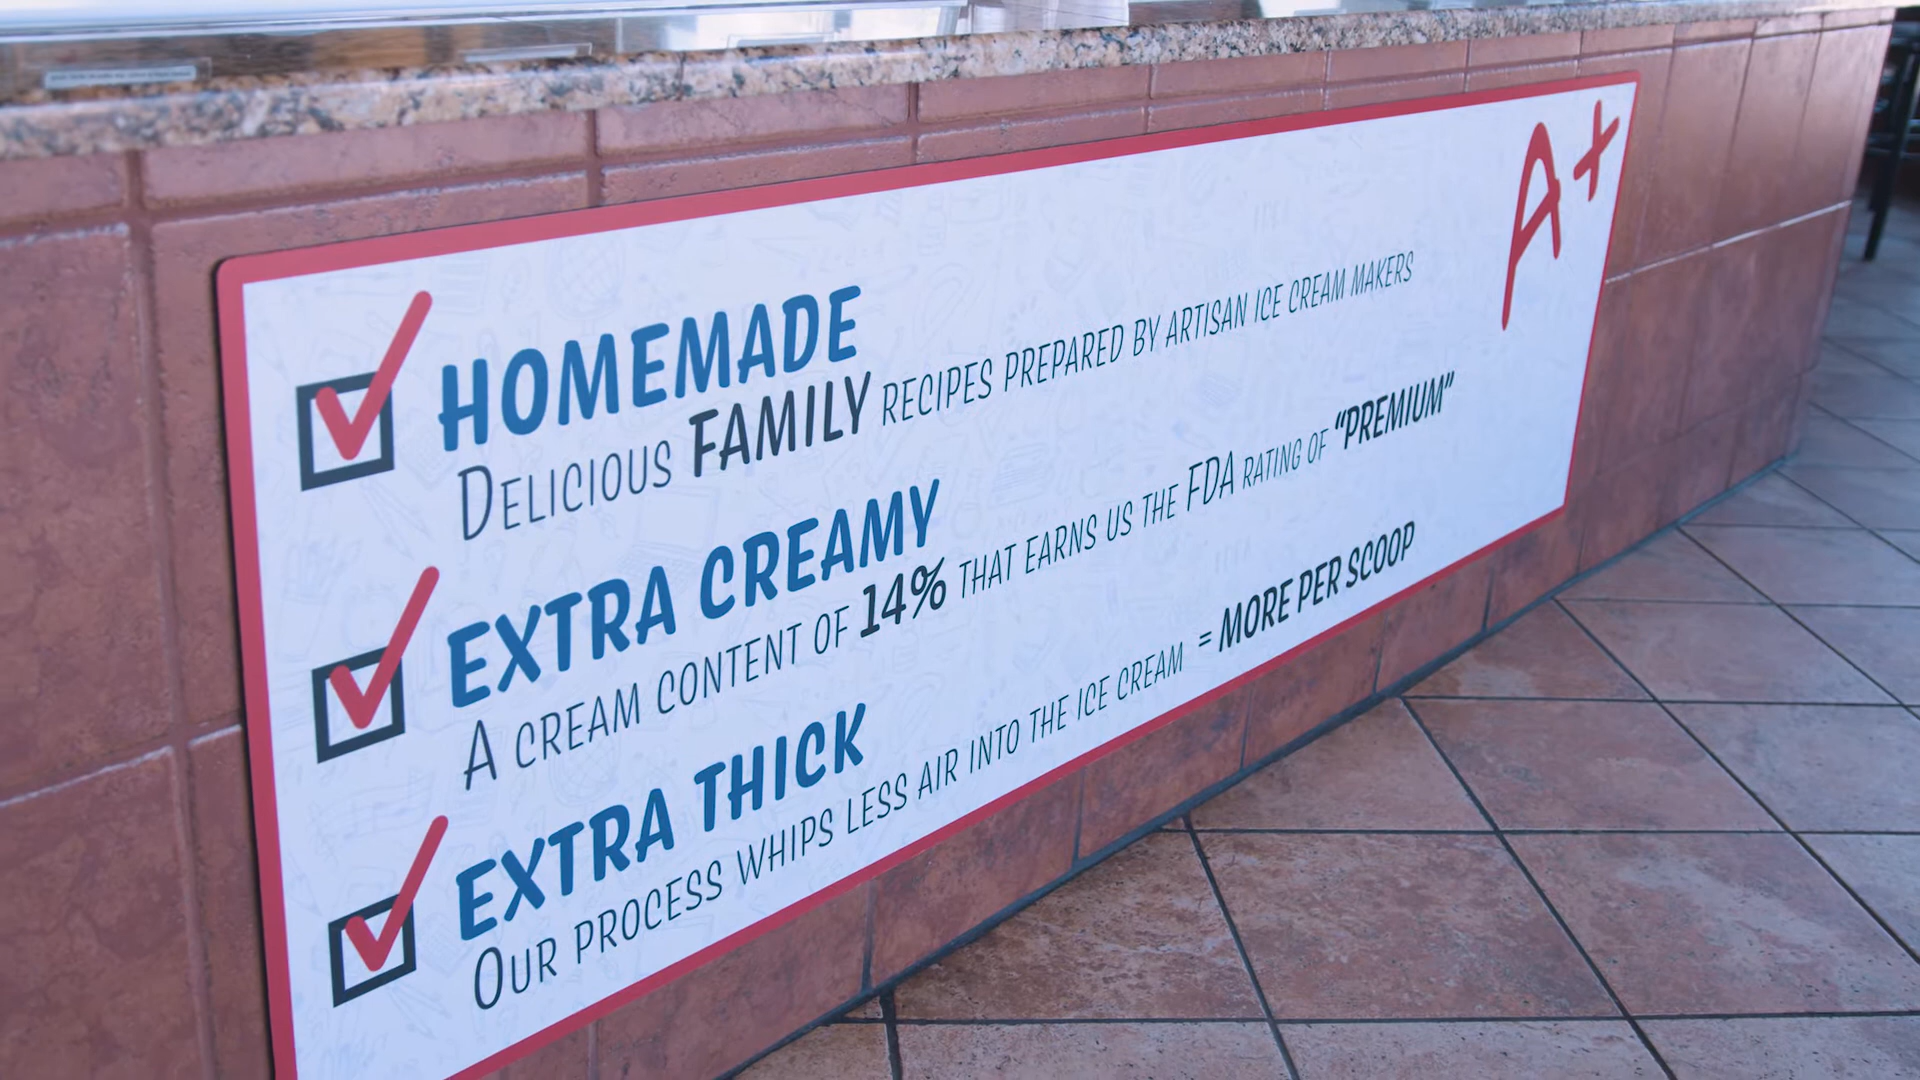 A+
HOMEMADE
DELICIOUS FAMILY RECIPES PREPARED BY ARTISAN ICE CREAM MAKERS
EXTRA CREAMY
A CREAM CONTENT OF 14% THAT EARNS US THE FDA RATING OF "PREMIUM"
EXTRA THICK
OUR PROCESS WHIPS LESS AIR INTO THE ICE CREAM = MORE PER SCOOP